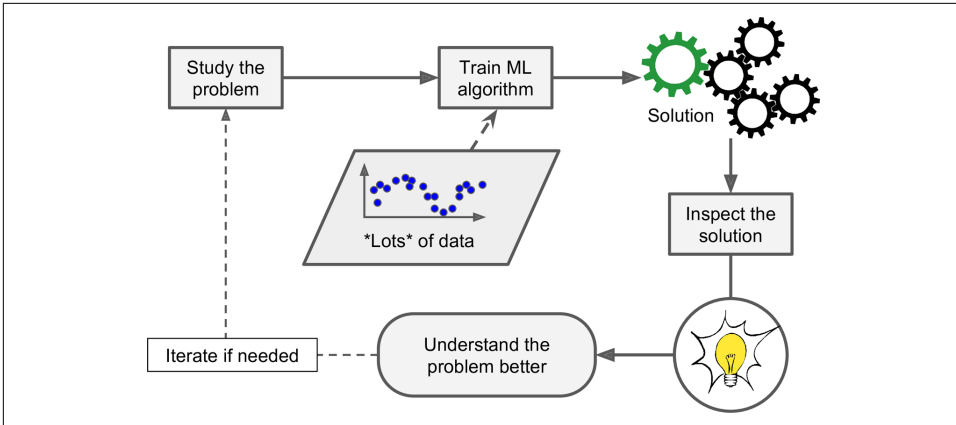 Study the
problem
Train ML
algorithm
Solution
*Lots* of data
Inspect the
solution
Understand the
problem better
Iterate if needed